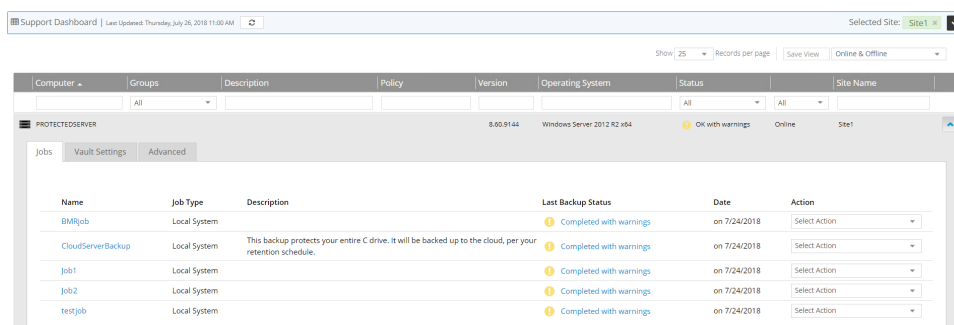 Support Dashboard | Last Updated: Thursday, July 26, 2018 11:00 AM Selected Site: Site1 ×
Show 25 Records per page Save View Online & Offline
Computer Groups Description Policy Version Operating System Status Site Name
All All All
PROTECTEDSERVER 8.60.9144 Windows Server 2012 R2 x64 OK with warnings Online Site1
Jobs Vault Settings Advanced
Name Job Type Description Last Backup Status Date Action
BMRjob Local System Completed with warnings on 7/24/2018 Select Action
CloudServerBackup Local System This backup protects your entire C drive. It will be backed up to the cloud, per your Completed with warnings on 7/24/2018 Select Action
retention schedule.
Job1 Local System Completed with warnings on 7/24/2018 Select Action
Job2 Local System Completed with warnings on 7/24/2018 Select Action
testjob Local System Completed with warnings on 7/24/2018 Select Action